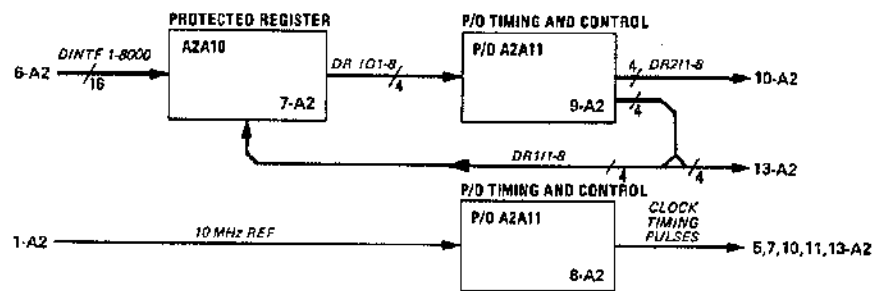 PROTECTED REGISTER
P/O TIMING AND CONTROL
A2A10
P/O A2A11
DINTF 1-8000
DR 1O1-8
4
DR2I1-8
6-A2
16
4
10-A2
7-A2
9-A2
4
DR1I1-8
4
4
13-A2
P/O TIMING AND CONTROL
P/O A2A11
CLOCK
TIMING
PULSES
10 MHz REF
1-A2
5,7,10,11,13-A2
8-A2